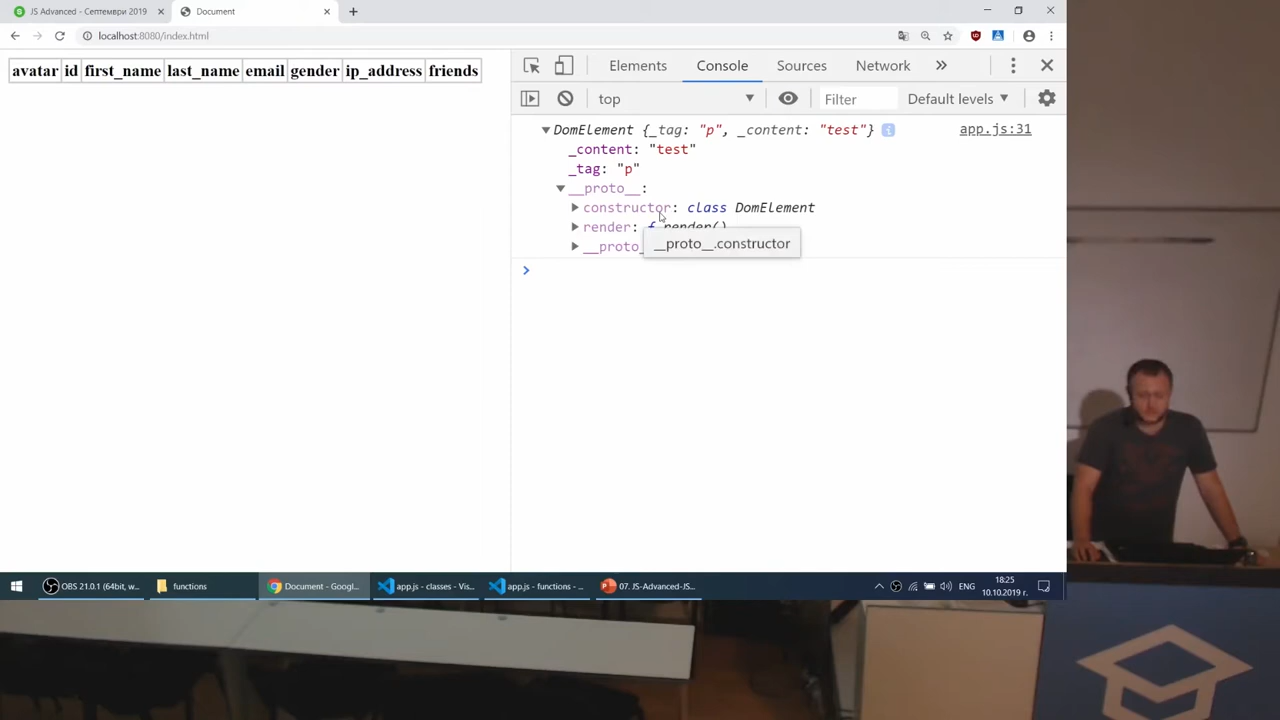 JS Advanced - Септември 2019
Document
localhost:8080/index.html
avatar id first_name last_name email gender ip_address friends
Elements Console Sources Network »
top Filter Default levels
DomElement {_tag: "p", _content: "test"} app.js:31
_content: "test"
_tag: "p"
__proto__:
constructor: class DomElement
render: f render()
__proto__.constructor
OBS 21.0.1 (64bit, w... functions Document - Googl... app.js - classes - Vis... app.js - functions - ... 07. JS-Advanced-JS... ЕНГ 18:25
10.10.2019 г.